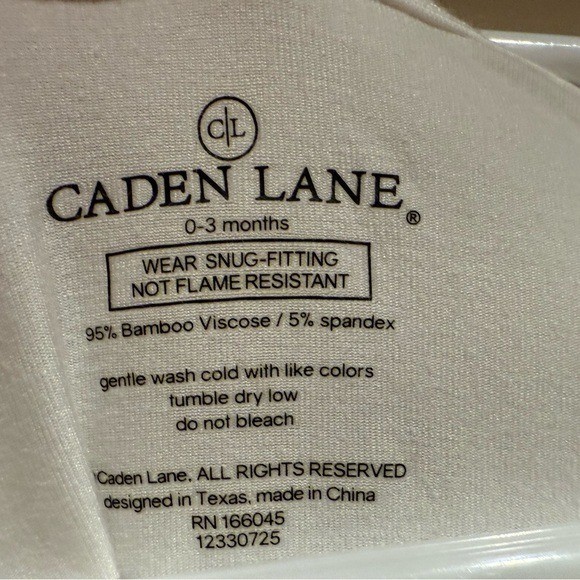 C|L
CADEN LANE®
0-3 months
WEAR SNUG-FITTING
NOT FLAME RESISTANT
95% Bamboo Viscose / 5% spandex
gentle wash cold with like colors
tumble dry low
do not bleach
Caden Lane, ALL RIGHTS RESERVED
designed in Texas, made in China
RN 166045
12330725